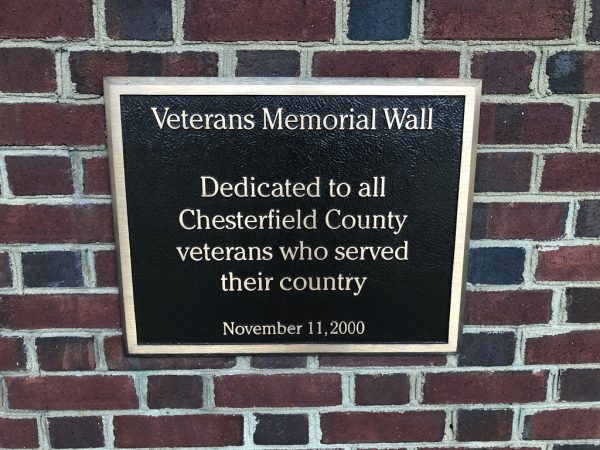 Veterans Memorial Wall
Dedicated to all
Chesterfield County
veterans who served
their country
November 11, 2000